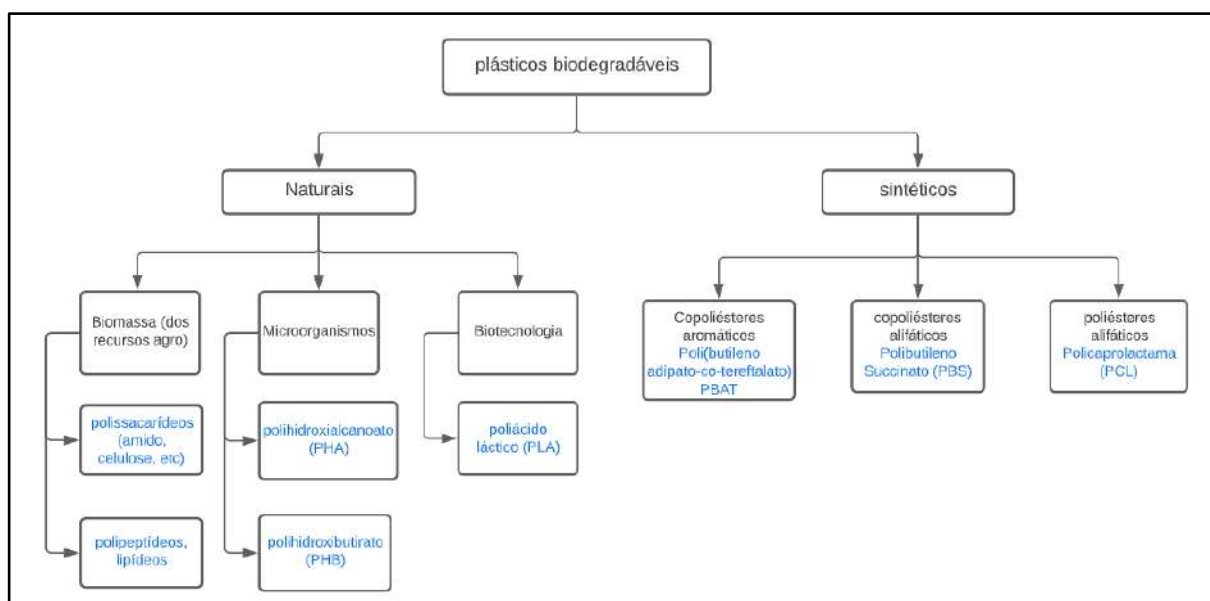 plásticos biodegradáveis
Naturais
sintéticos
Biomassa (dos
recursos agro)
Microorganismos
Biotecnologia
Copoliésteres
aromáticos
Poli(butileno
adipato-co-tereftalato)
PBAT
copoliésteres
alifáticos
Polibutileno
Succinato (PBS)
poliésteres
alifáticos
Policaprolactama
(PCL)
polissacarídeos
(amido,
celulose, etc)
polihidroxialcanoato
(PHA)
poliácido
láctico (PLA)
polipeptídeos,
lipídeos
polihidroxibutirato
(PHB)